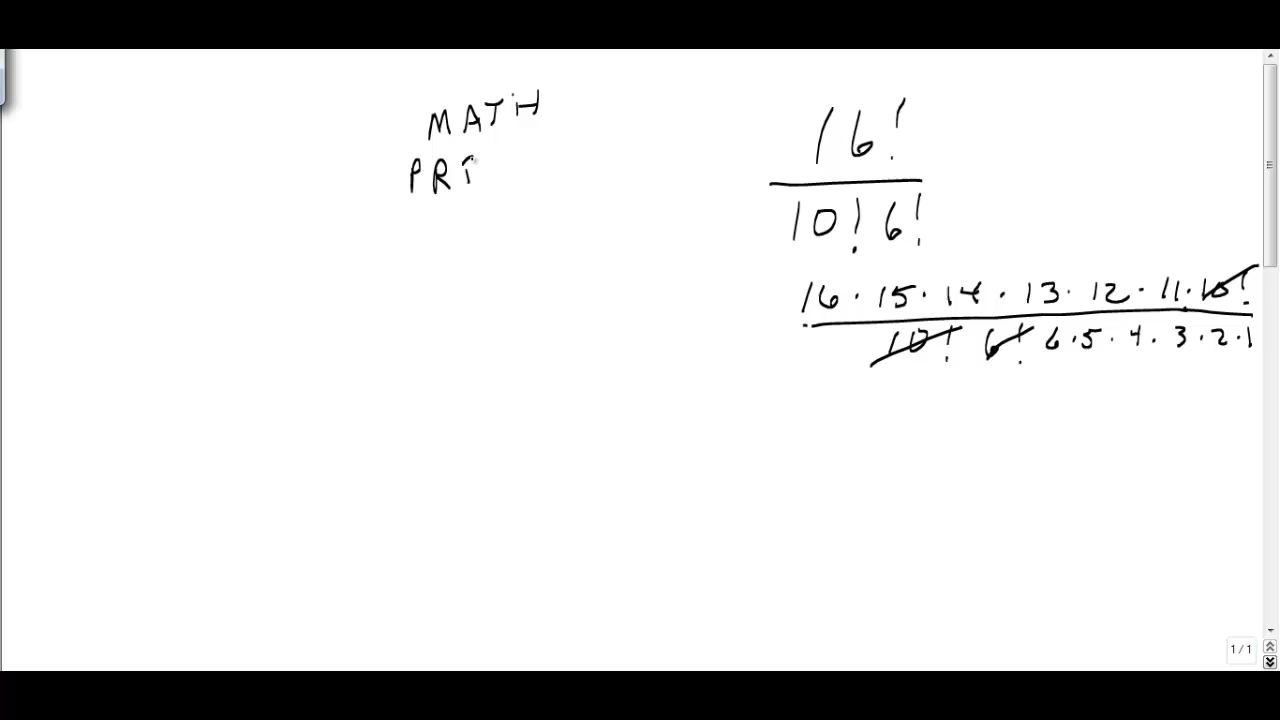 MATH
PR
16!
10! 6!
16 · 15 · 14 · 13 · 12 · 11 · 10!
10! 6! 6 · 5 · 4 · 3 · 2 · 1
1 / 1